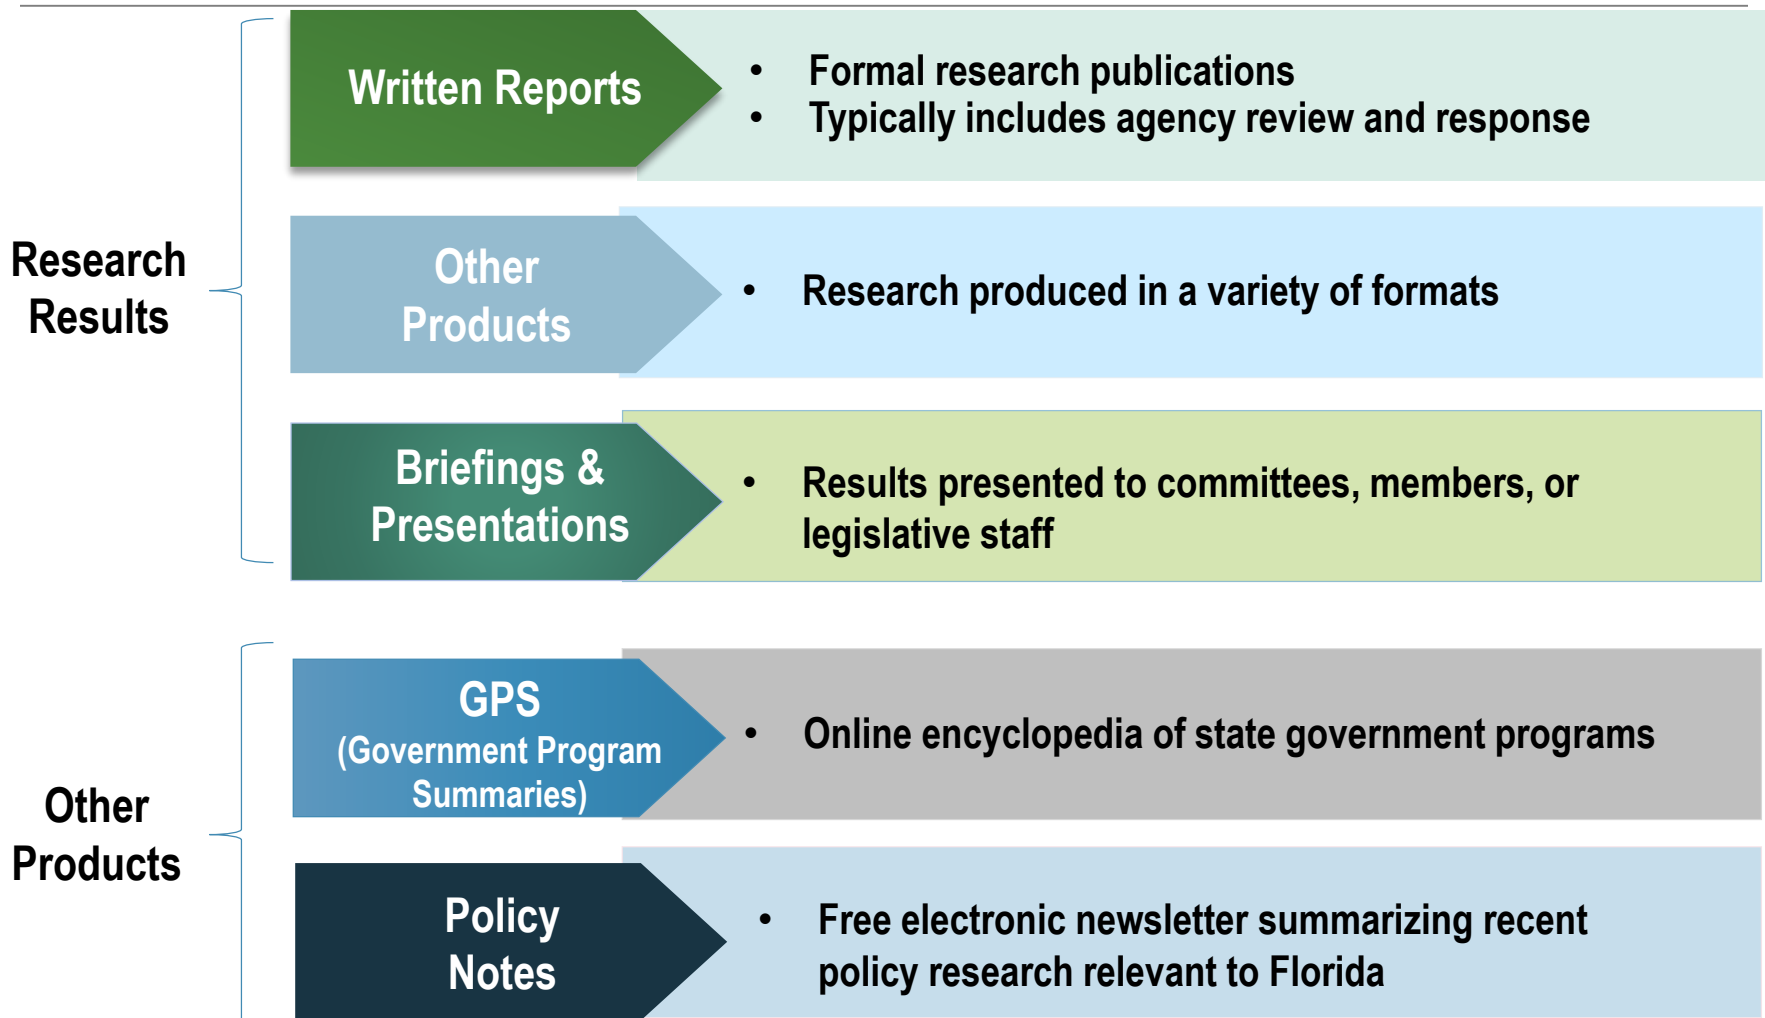 Research
Results
Written Reports
• Formal research publications
• Typically includes agency review and response
Other
Products
• Research produced in a variety of formats
Briefings &
Presentations
• Results presented to committees, members, or
legislative staff
Other
Products
GPS
(Government Program
Summaries)
• Online encyclopedia of state government programs
Policy
Notes
• Free electronic newsletter summarizing recent
policy research relevant to Florida